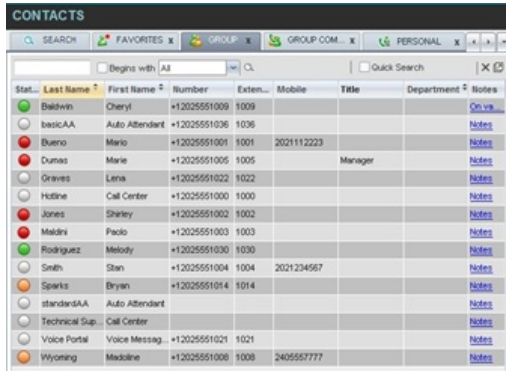 CONTACTS
SEARCH FAVORITES x GROUP x GROUP COM... x PERSONAL x
Begins with All Quick Search
Stat... Last Name First Name Number Exten... Mobile Title Department Notes
Baldwin Cheryl +12025551009 1009 On va...
basicAA Auto Attendant +12025551036 1036 Notes
Bueno Mario +12025551001 1001 2021112223 Notes
Dumas Marie +12025551005 1005 Manager Notes
Graves Lena +12025551022 1022 Notes
Hotline Call Center +12025551000 1000 Notes
Jones Shirley +12025551002 1002 Notes
Maldini Paolo +12025551003 1003 Notes
Rodriguez Melody +12025551030 1030 Notes
Smith Stan +12025551004 1004 2021234567 Notes
Sparks Bryan +12025551014 1014 Notes
standardAA Auto Attendant Notes
Technical Sup... Call Center Notes
Voice Portal Voice Messag... +12025551021 1021 Notes
Wyoming Madoline +12025551008 1008 2405557777 Notes